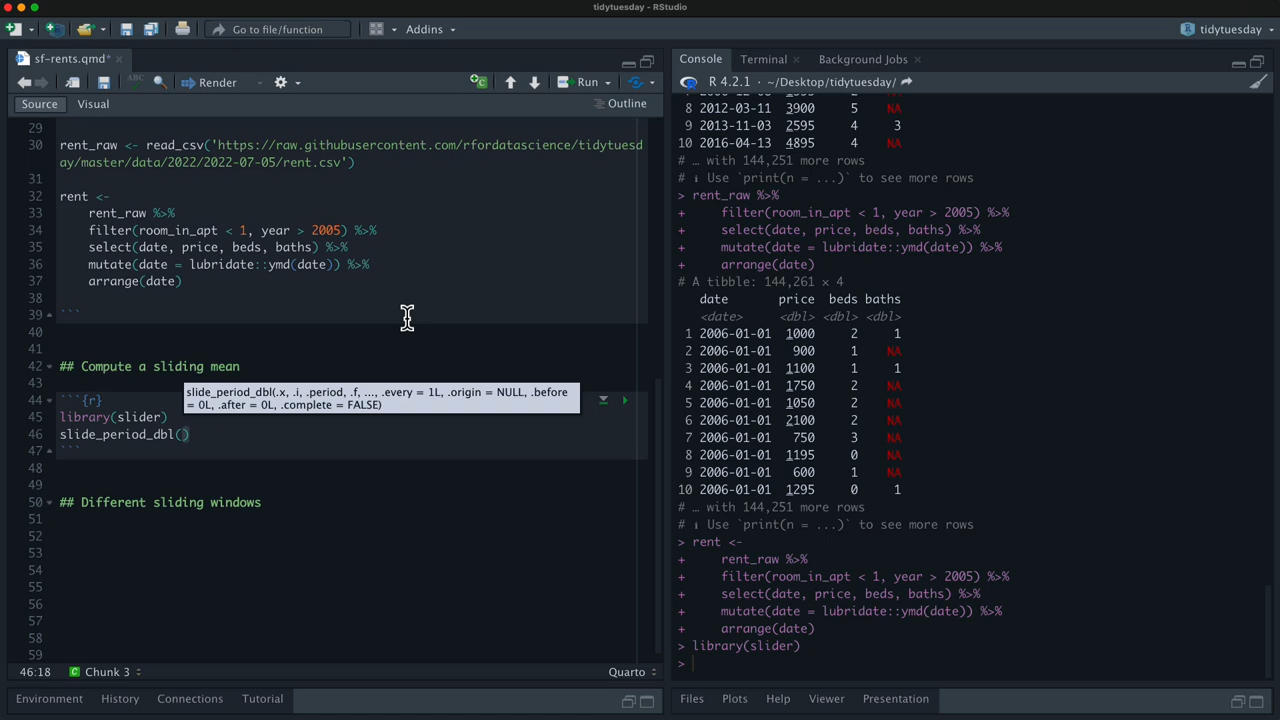 tidytuesday - RStudio
Go to file/function
Addins
tidytuesday
sf-rents.qmd*
ABC
Render
Run
Source
Visual
Outline
29
30 rent_raw <- read_csv('https://raw.githubusercontent.com/rfordatascience/tidytuesd
ay/master/data/2022/2022-07-05/rent.csv')
31
32 rent <-
33 rent_raw %>%
34 filter(room_in_apt < 1, year > 2005) %>%
35 select(date, price, beds, baths) %>%
36 mutate(date = lubridate::ymd(date)) %>%
37 arrange(date)
38
39 ```
40
41
42 ## Compute a sliding mean
43
slide_period_dbl(.x, .i, .period, .f, ..., .every = 1L, .origin = NULL, .before
= 0L, .after = 0L, .complete = FALSE)
44 ```{r}
45 library(slider)
46 slide_period_dbl()
47 ```
48
49
50 ## Different sliding windows
51
52
53
54
55
56
57
58
59
46:18
Chunk 3
Quarto
Environment
History
Connections
Tutorial
Console
Terminal
Background Jobs
R 4.2.1 · ~/Desktop/tidytuesday/
8 2012-03-11 3900 5 NA
9 2013-11-03 2595 4 3
10 2016-04-13 4895 4 NA
# … with 144,251 more rows
# ℹ Use `print(n = ...)` to see more rows
> rent_raw %>%
+ filter(room_in_apt < 1, year > 2005) %>%
+ select(date, price, beds, baths) %>%
+ mutate(date = lubridate::ymd(date)) %>%
+ arrange(date)
# A tibble: 144,261 × 4
date price beds baths
<date> <dbl> <dbl> <dbl>
1 2006-01-01 1000 2 1
2 2006-01-01 900 1 NA
3 2006-01-01 1100 1 1
4 2006-01-01 1750 2 NA
5 2006-01-01 1050 2 NA
6 2006-01-01 2100 2 NA
7 2006-01-01 750 3 NA
8 2006-01-01 1195 0 NA
9 2006-01-01 600 1 NA
10 2006-01-01 1295 0 1
# … with 144,251 more rows
# ℹ Use `print(n = ...)` to see more rows
> rent <-
+ rent_raw %>%
+ filter(room_in_apt < 1, year > 2005) %>%
+ select(date, price, beds, baths) %>%
+ mutate(date = lubridate::ymd(date)) %>%
+ arrange(date)
> library(slider)
>
Files
Plots
Help
Viewer
Presentation